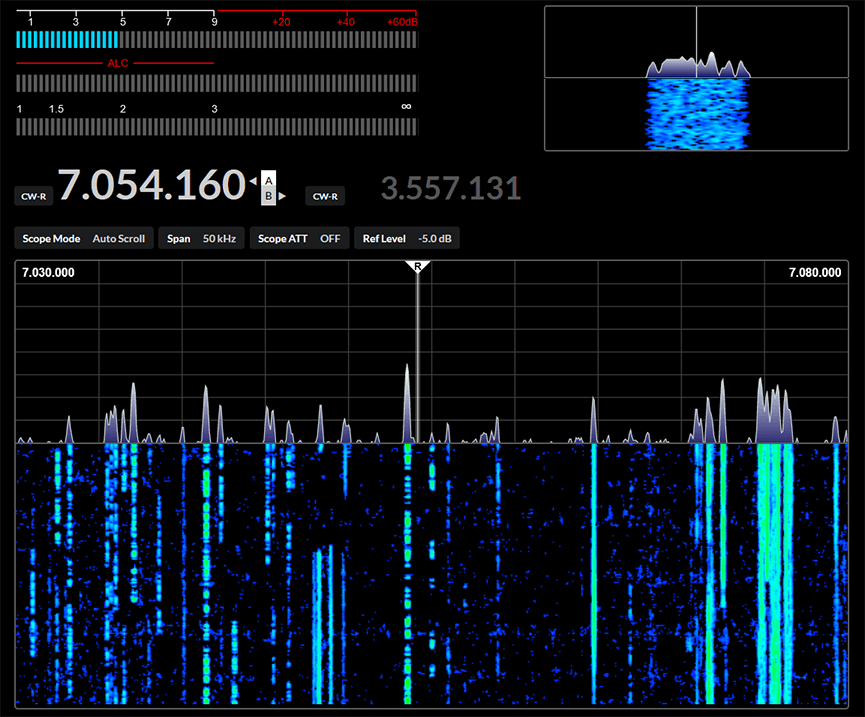 1 3 5 7 9 +20 +40 +60dB
ALC
1 1.5 2 3 ∞
CW-R 7.054.160 A B CW-R 3.557.131
Scope Mode Auto Scroll Span 50 kHz Scope ATT OFF Ref Level -5.0 dB
R
7.030.000 7.080.000